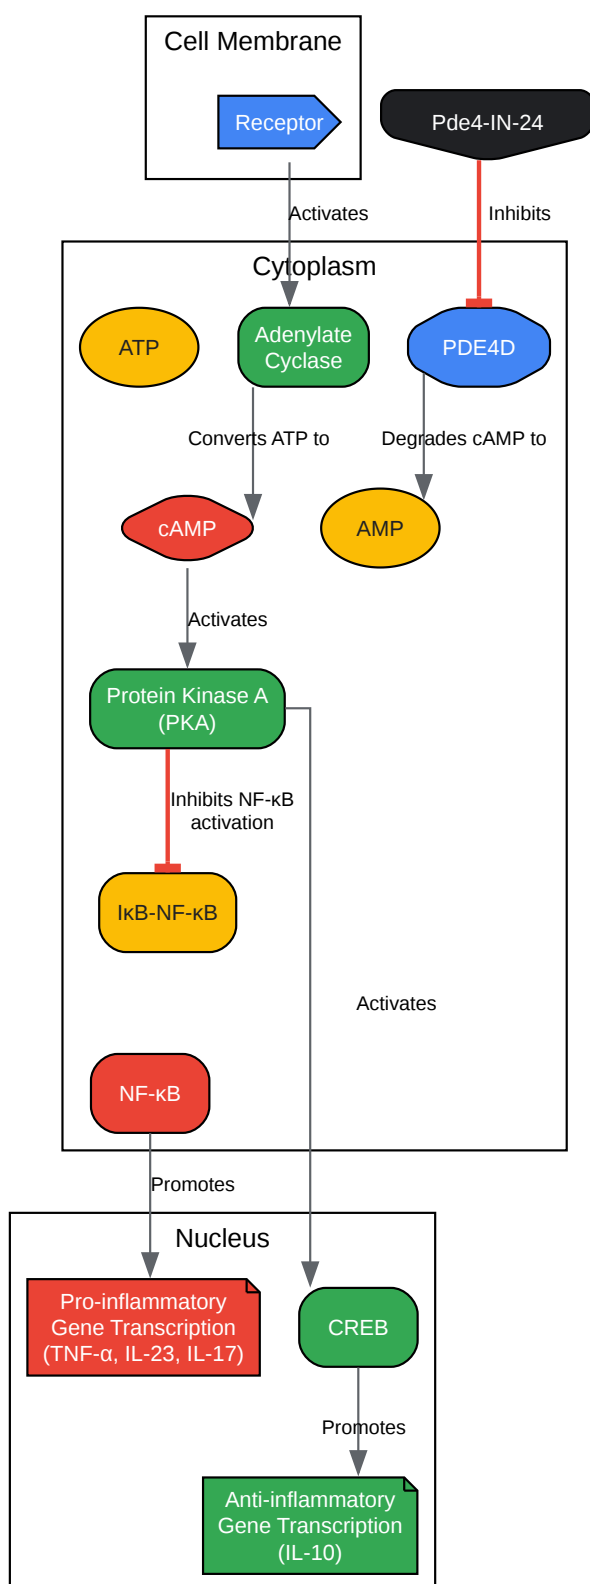 Cell Membrane
Receptor
Pde4-IN-24
Activates
Inhibits
Cytoplasm
ATP
Adenylate
Cyclase
PDE4D
Converts ATP to
Degrades cAMP to
cAMP
AMP
Activates
Protein Kinase A
(PKA)
Inhibits NF-κB
activation
IκB-NF-κB
Activates
NF-κB
Promotes
Nucleus
Pro-inflammatory
Gene Transcription
(TNF-α, IL-23, IL-17)
CREB
Promotes
Anti-inflammatory
Gene Transcription
(IL-10)